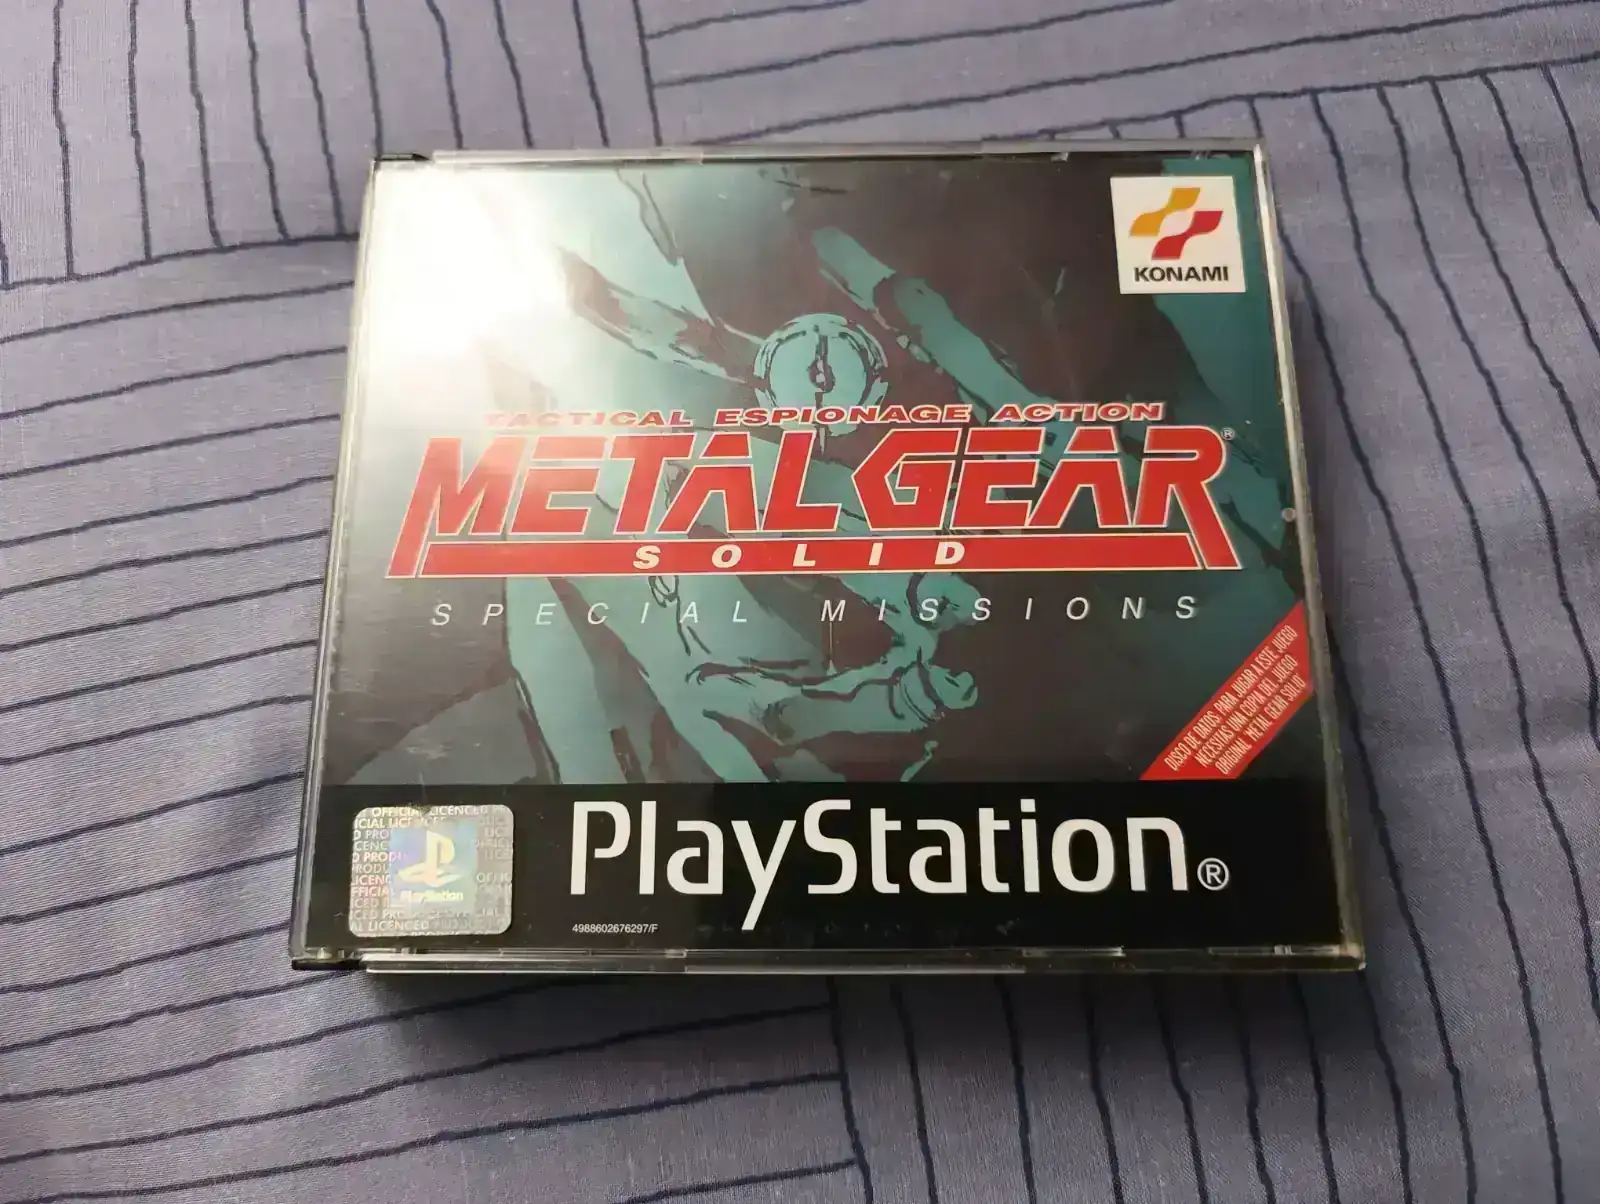 KONAMI
TACTICAL ESPIONAGE ACTION
METAL GEAR®
SOLID
SPECIAL MISSIONS
DISCO DE DATOS: PARA JUGAR A ESTE JUEGO
NECESITAS UNA COPIA DEL JUEGO
ORIGINAL 'METAL GEAR SOLID'
PlayStation®
PlayStation
4988602676297/F